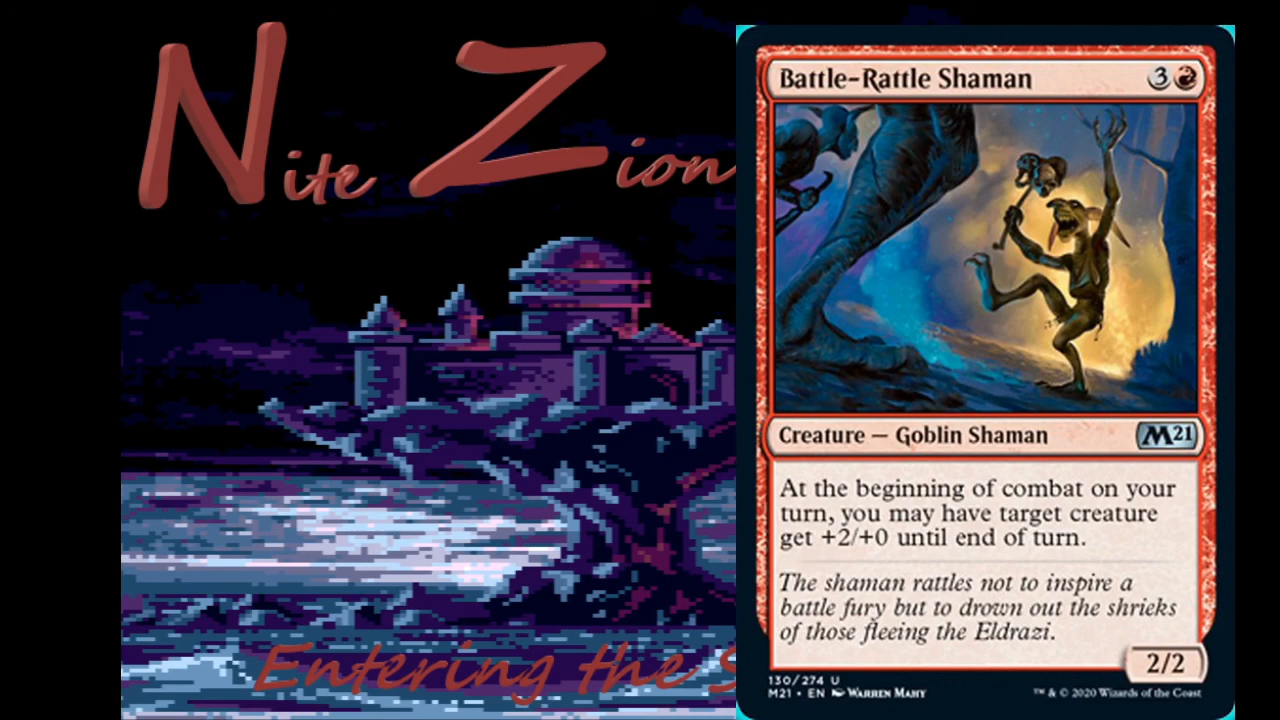 Nite Zion
Entering the
Battle-Rattle Shaman
3
Creature — Goblin Shaman
M21
At the beginning of combat on your
turn, you may have target creature
get +2/+0 until end of turn.
The shaman rattles not to inspire a
battle fury but to drown out the shrieks
of those fleeing the Eldrazi.
2/2
130/274 U
M21 • EN Warren Mahy
™ & © 2020 Wizards of the Coast